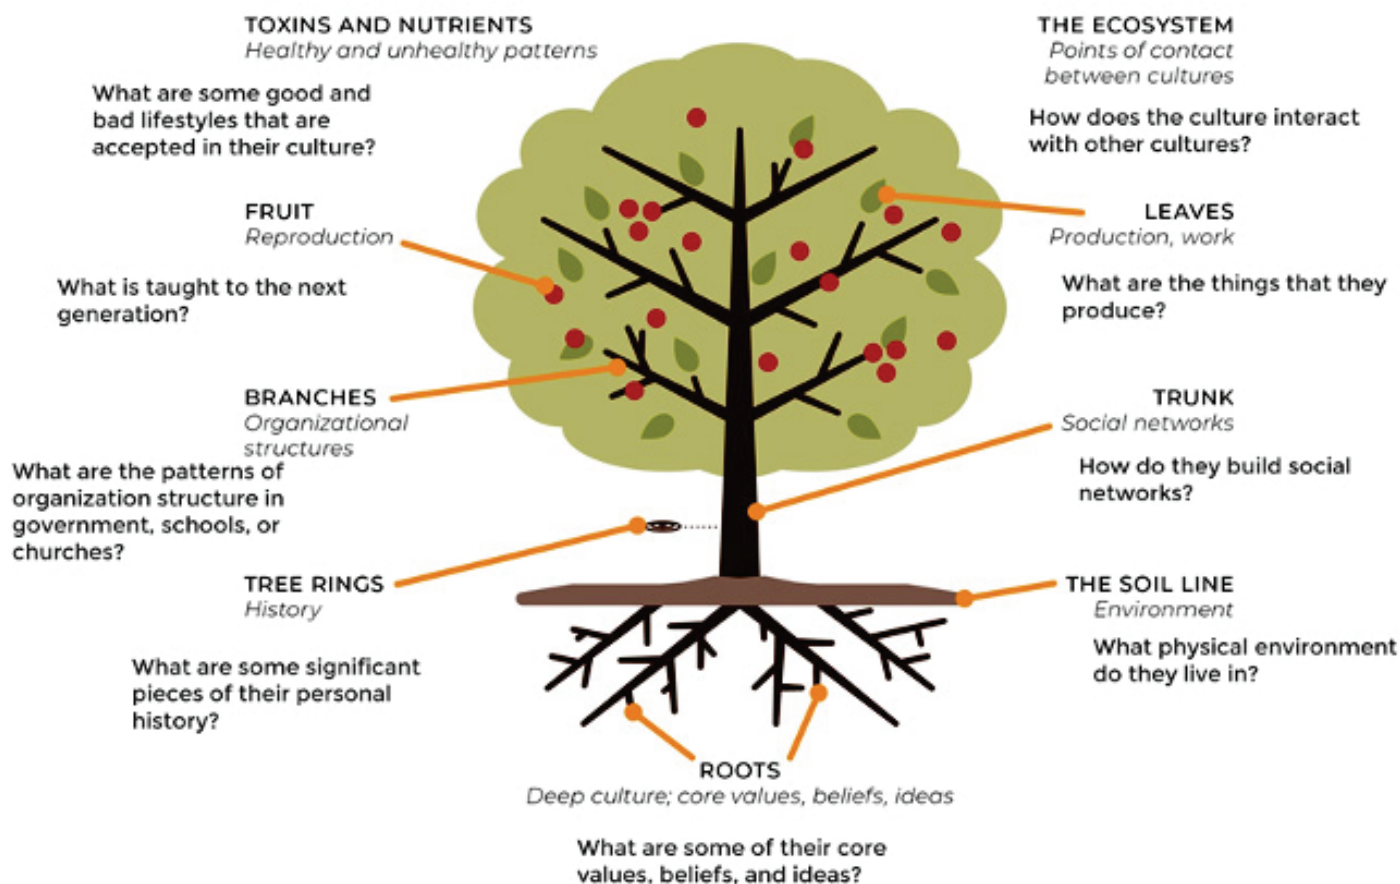 TOXINS AND NUTRIENTS
Healthy and unhealthy patterns
What are some good and
bad lifestyles that are
accepted in their culture?
THE ECOSYSTEM
Points of contact
between cultures
How does the culture interact
with other cultures?
FRUIT
Reproduction
What is taught to the next
generation?
LEAVES
Production, work
What are the things that they
produce?
BRANCHES
Organizational
structures
What are the patterns of
organization structure in
government, schools, or
churches?
TRUNK
Social networks
How do they build social
networks?
TREE RINGS
History
What are some significant
pieces of their personal
history?
THE SOIL LINE
Environment
What physical environment
do they live in?
ROOTS
Deep culture; core values, beliefs, ideas
What are some of their core
values, beliefs, and ideas?